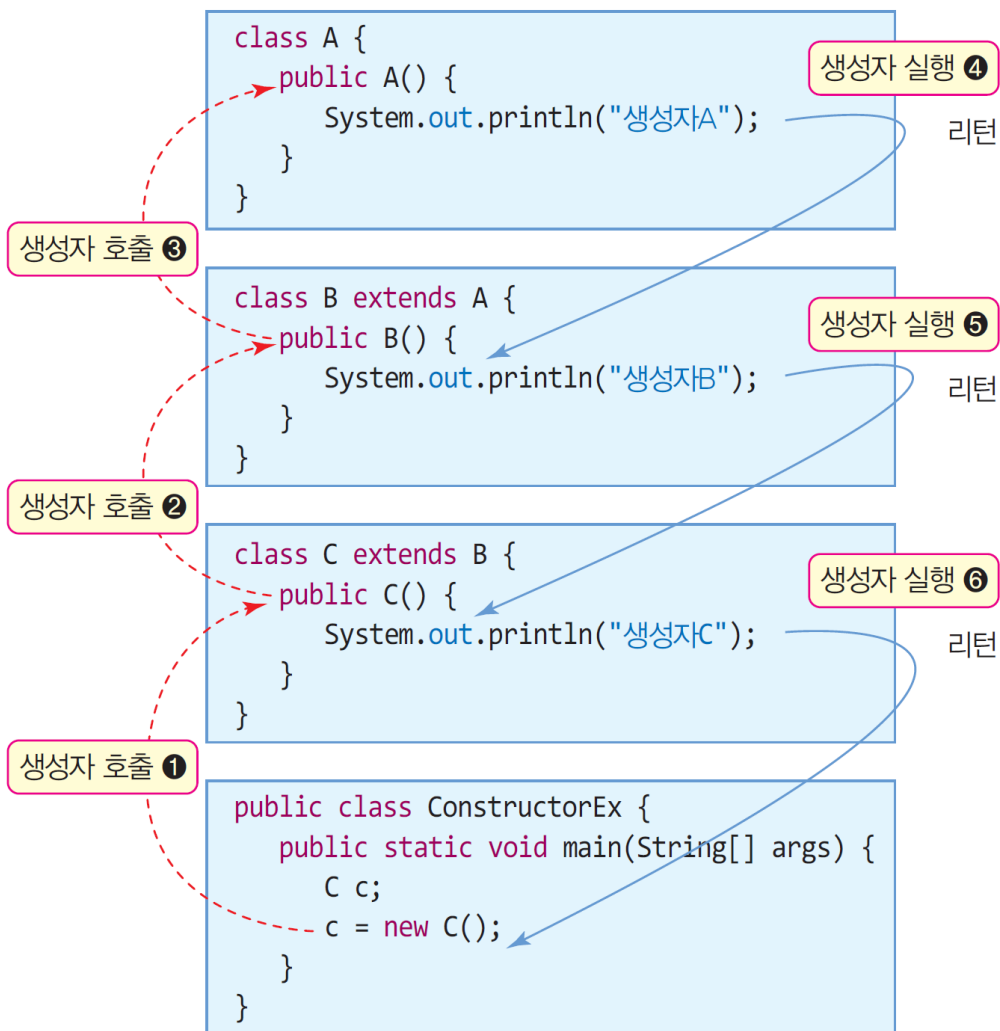 class A {
public A() {
System.out.println("생성자A");
}
}
생성자 실행 ❹
리턴
생성자 호출 ❸
class B extends A {
public B() {
System.out.println("생성자B");
}
}
생성자 실행 ❺
리턴
생성자 호출 ❷
class C extends B {
public C() {
System.out.println("생성자C");
}
}
생성자 실행 ❻
리턴
생성자 호출 ❶
public class ConstructorEx {
public static void main(String[] args) {
C c;
c = new C();
}
}